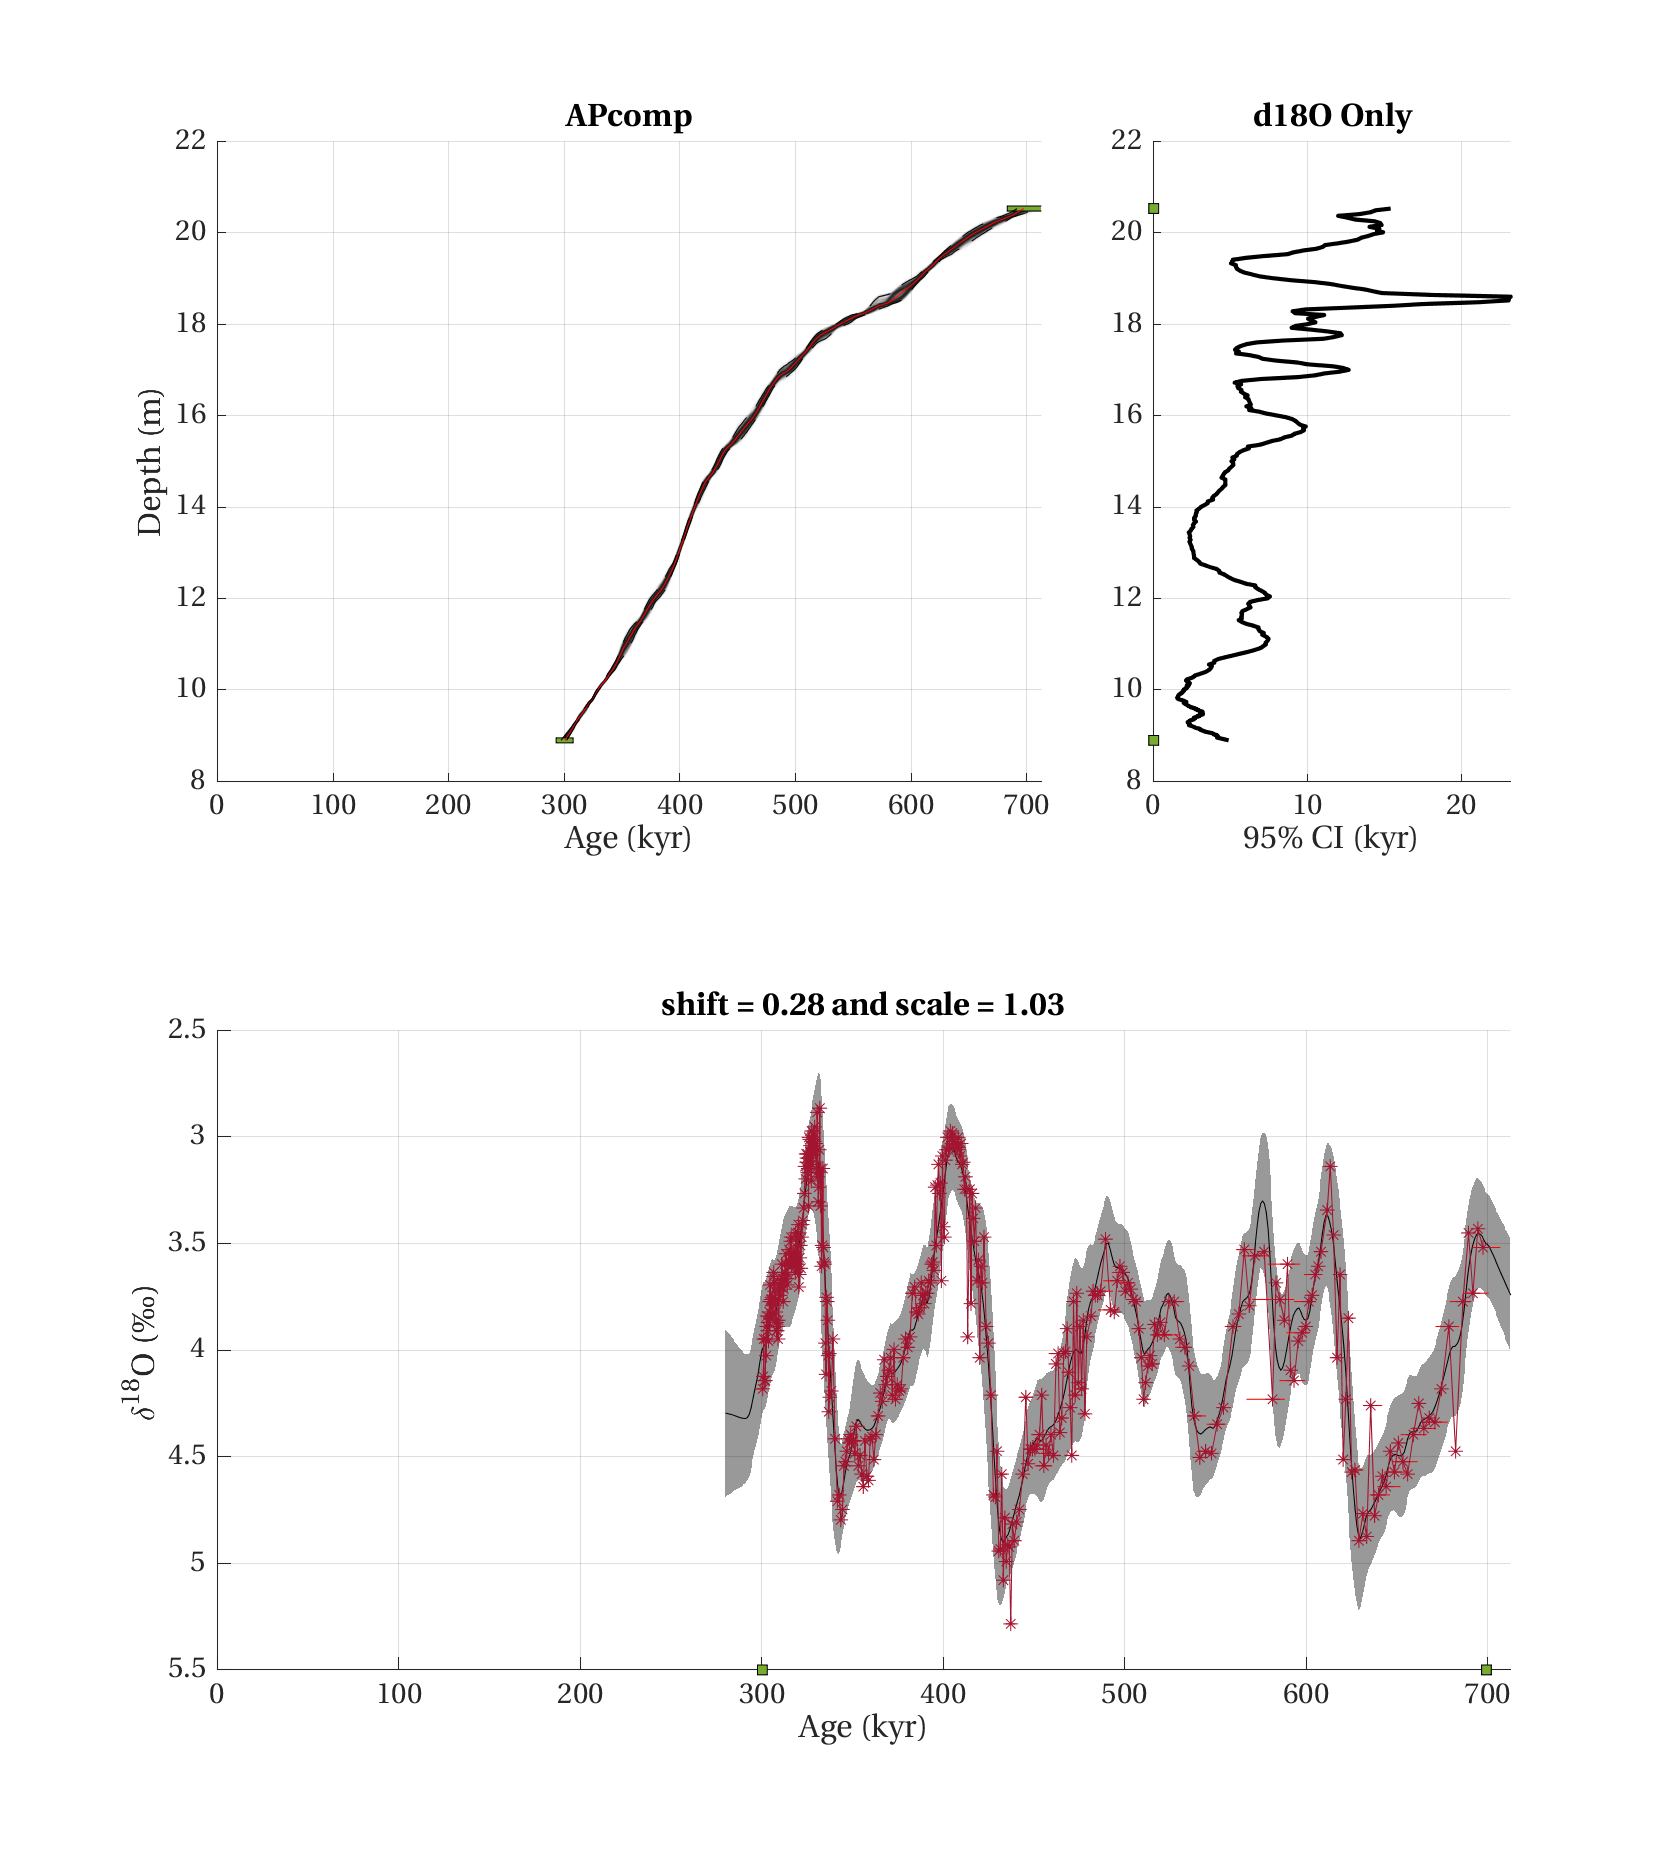 APcomp
d18O Only
22
20
18
16
14
12
10
8
Depth (m)
0 100 200 300 400 500 600 700
Age (kyr)
22
20
18
16
14
12
10
8
0 10 20
95% CI (kyr)
shift = 0.28 and scale = 1.03
2.5
3
3.5
4
4.5
5
5.5
δ¹⁸O (‰)
0 100 200 300 400 500 600 700
Age (kyr)